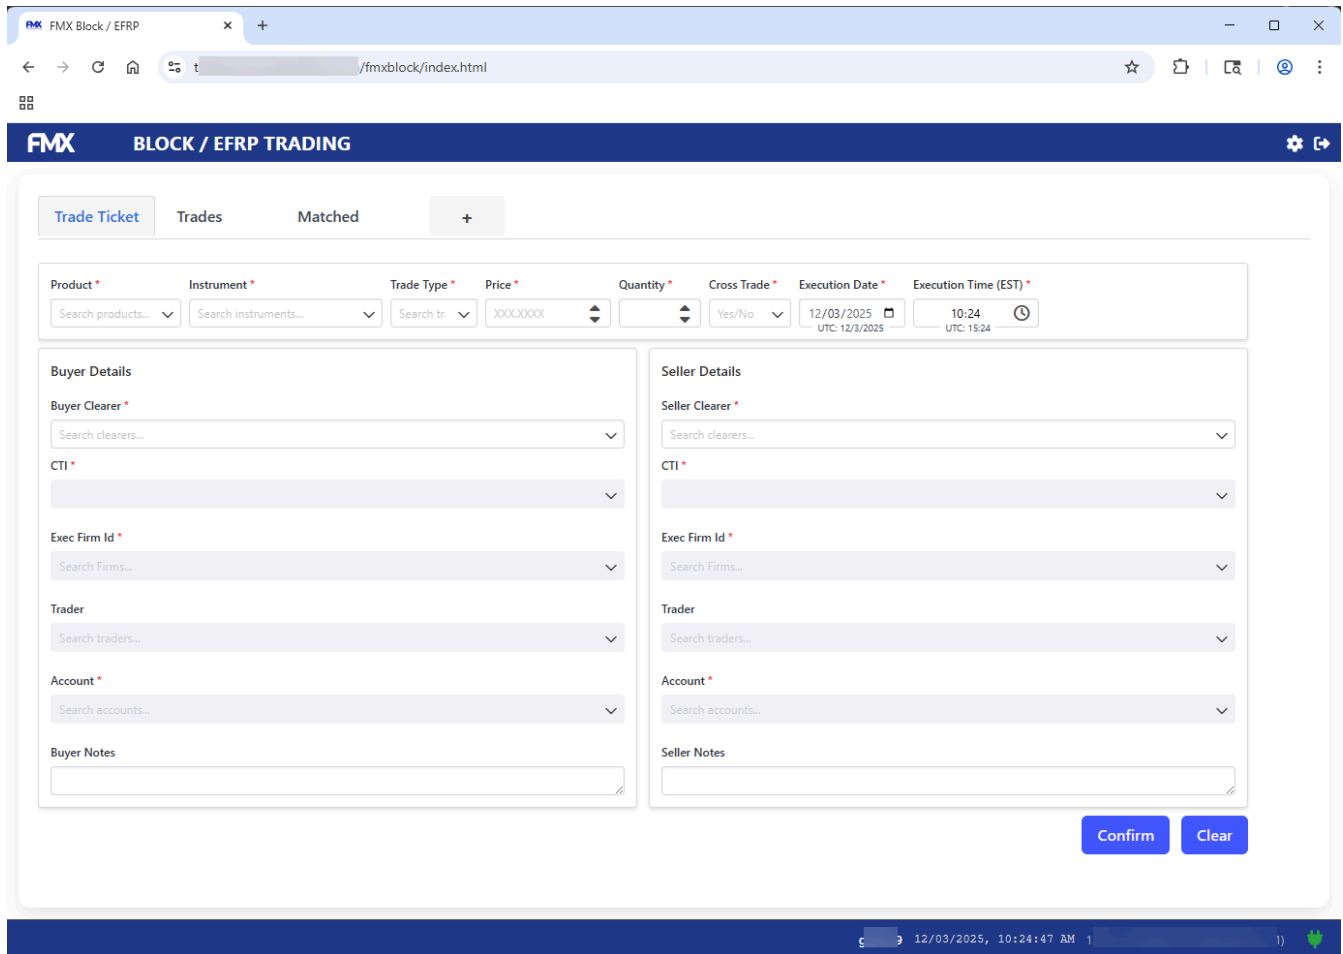 FMX FMX Block / EFRP
/fmxblock/index.html
FMX BLOCK / EFRP TRADING
Trade Ticket Trades Matched +
Product * Instrument * Trade Type * Price * Quantity * Cross Trade * Execution Date * Execution Time (EST) *
Search products... Search instruments... Search tr XXX.XXXX Yes/No 12/03/2025 10:24
UTC: 12/3/2025 UTC: 15:24
Buyer Details
Buyer Clearer *
Search clearers...
CTI *
Exec Firm Id *
Search Firms...
Trader
Search traders...
Account *
Search accounts...
Buyer Notes
Seller Details
Seller Clearer *
Search clearers...
CTI *
Exec Firm Id *
Search Firms...
Trader
Search traders...
Account *
Search accounts...
Seller Notes
Confirm Clear
12/03/2025, 10:24:47 AM